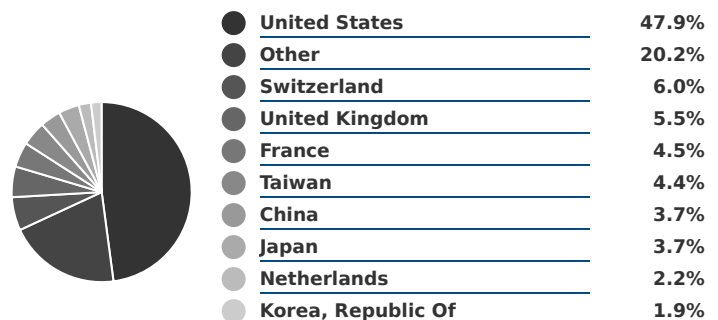 United States 47.9%
Other 20.2%
Switzerland 6.0%
United Kingdom 5.5%
France 4.5%
Taiwan 4.4%
China 3.7%
Japan 3.7%
Netherlands 2.2%
Korea, Republic Of 1.9%